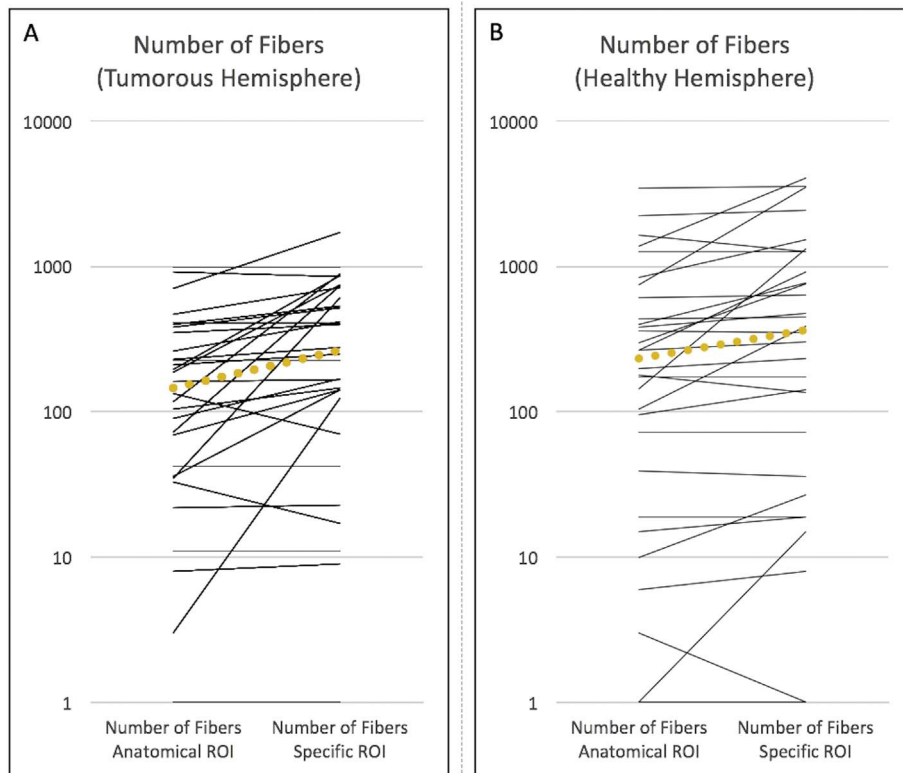 A
Number of Fibers
(Tumorous Hemisphere)
10000
1000
100
10
1
Number of Fibers
Anatomical ROI
Number of Fibers
Specific ROI
B
Number of Fibers
(Healthy Hemisphere)
10000
1000
100
10
1
Number of Fibers
Anatomical ROI
Number of Fibers
Specific ROI